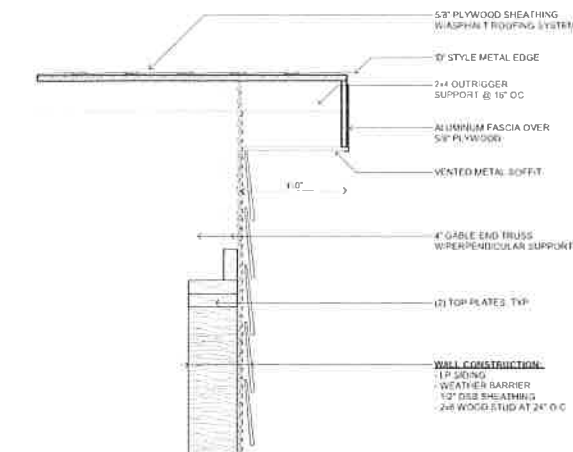 5/8" PLYWOOD SHEATHING
W/ASPHALT ROOFING SYSTEM
'D' STYLE METAL EDGE
2x4 OUTRIGGER
SUPPORT @ 16" OC
ALUMINUM FASCIA OVER
5/8" PLYWOOD
VENTED METAL SOFFIT
1'-0"
4" GABLE END TRUSS
W/PERPENDICULAR SUPPORT
(2) TOP PLATES, TYP
WALL CONSTRUCTION:
- LP SIDING
- WEATHER BARRIER
- 1/2" OSB SHEATHING
- 2x6 WOOD STUD AT 24" O.C